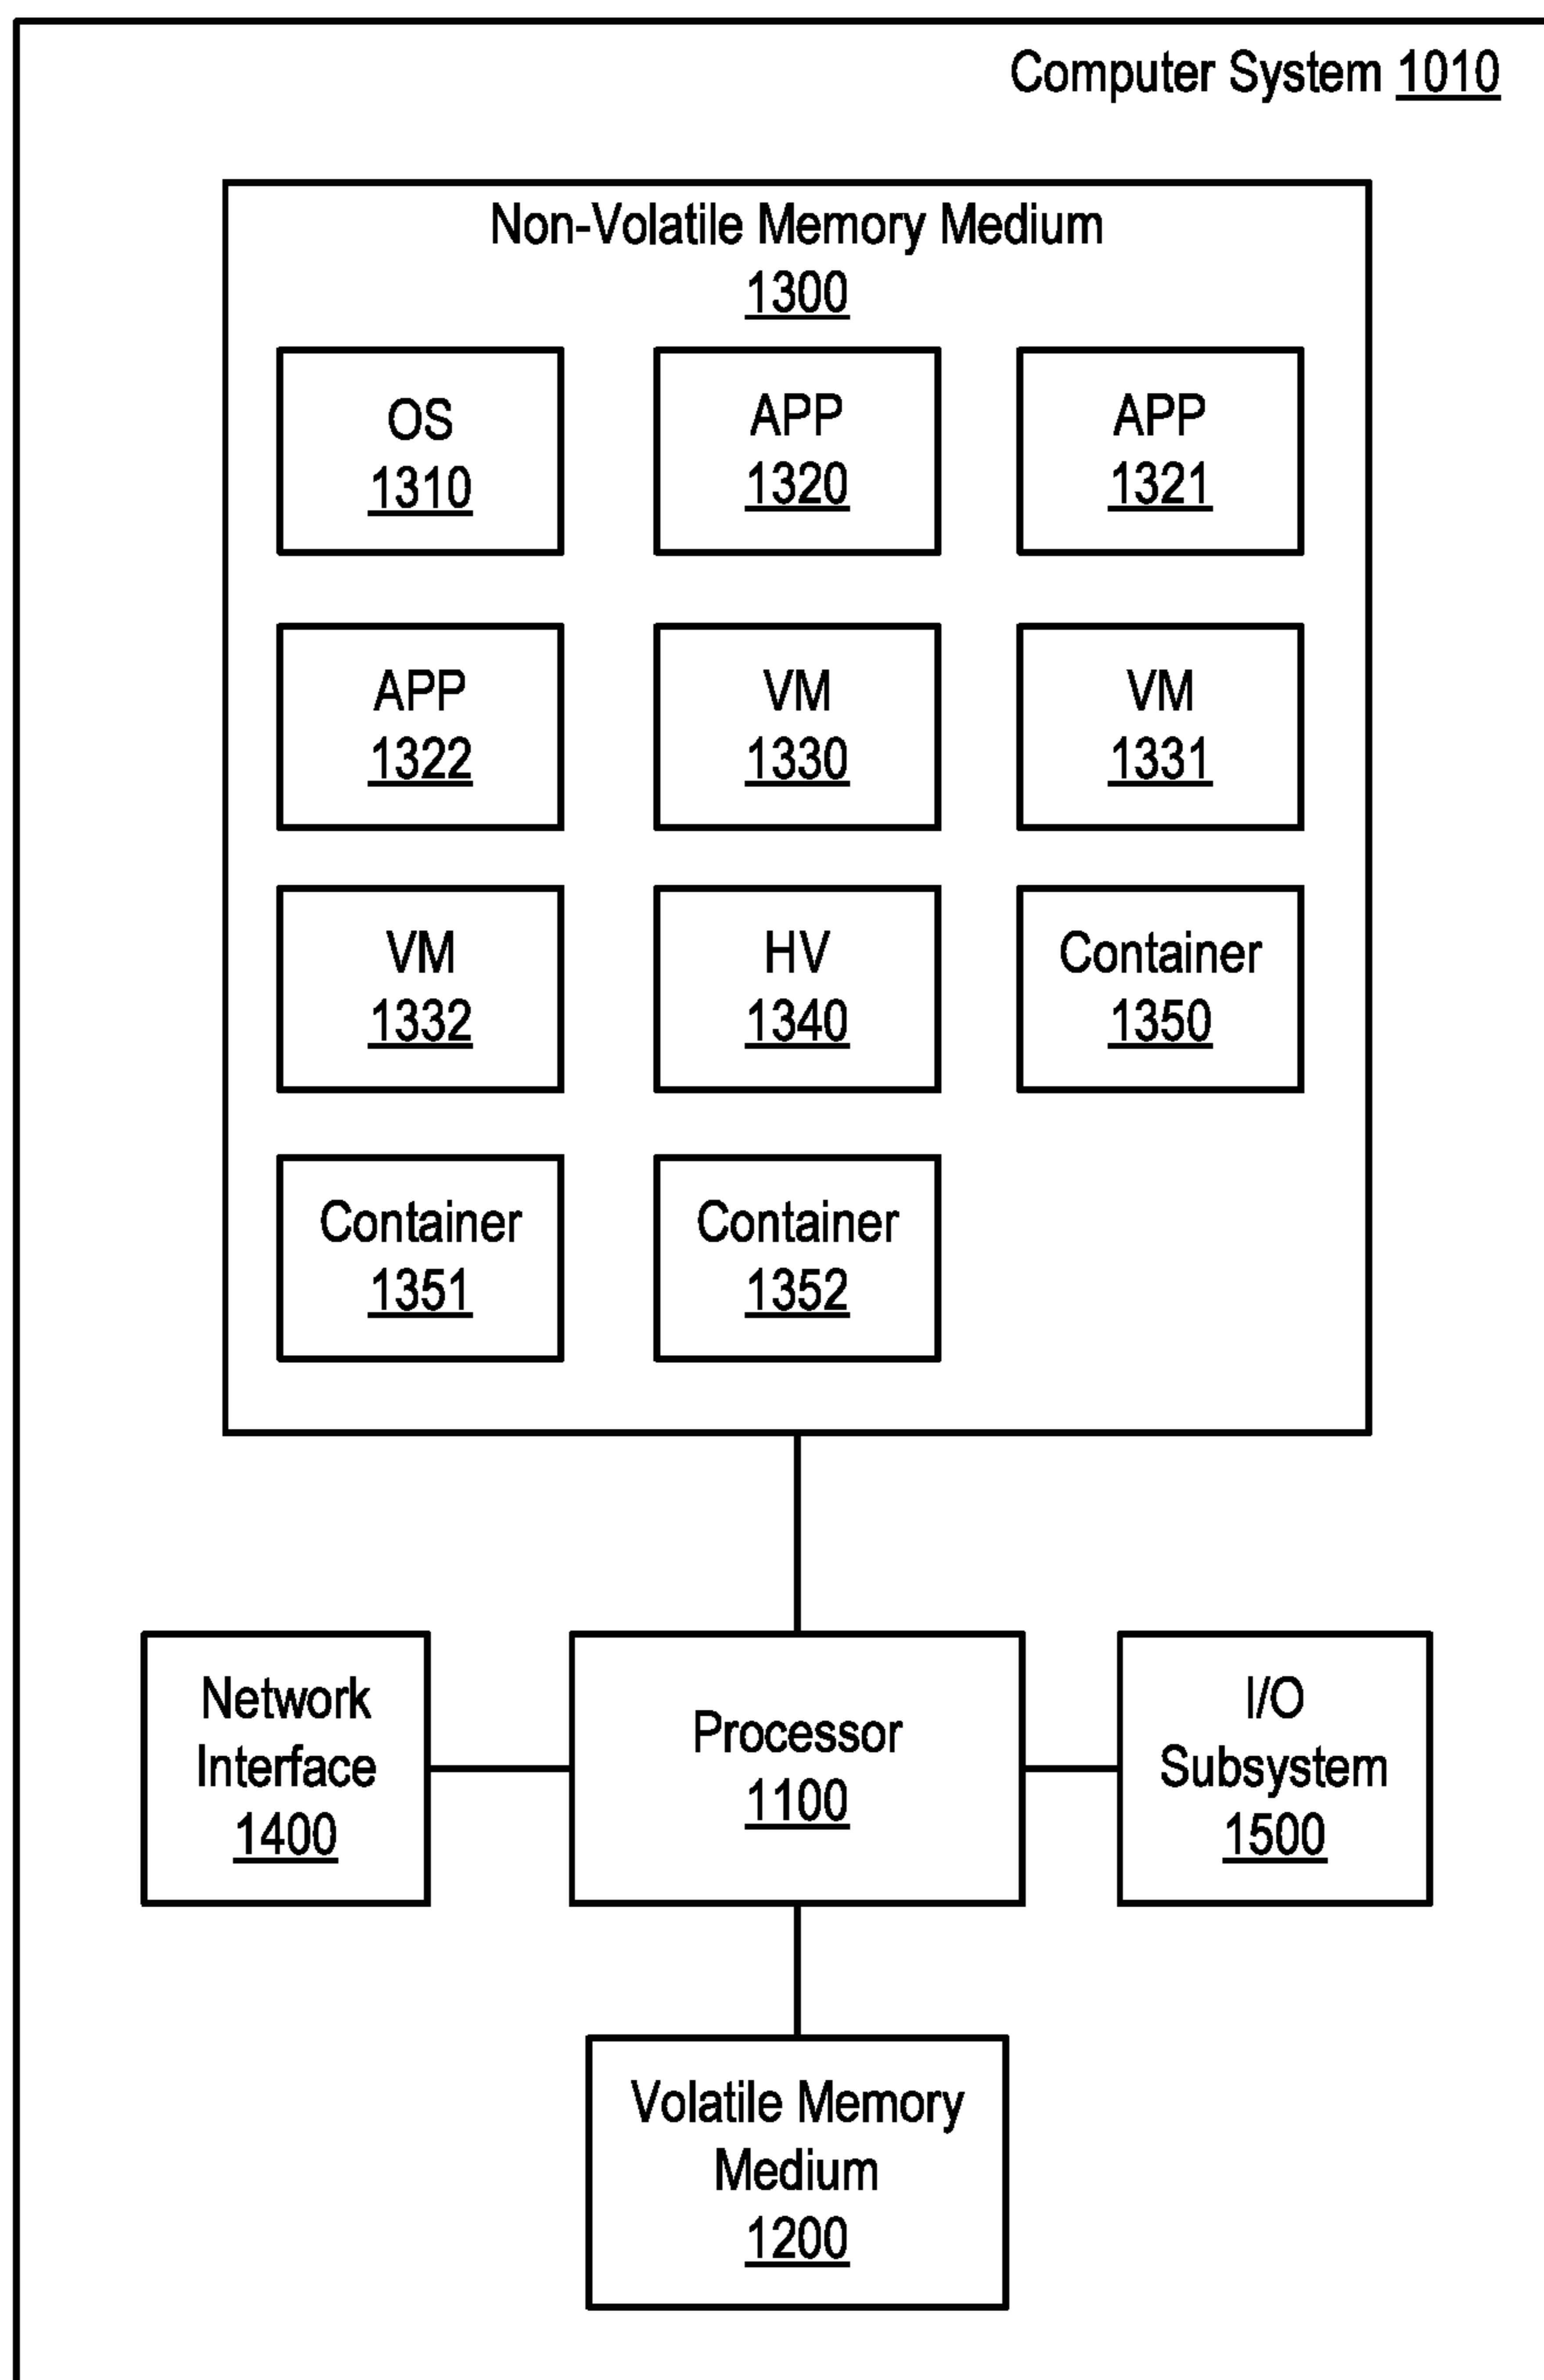 Computer System 1010
Non-Volatile Memory Medium
1300
OS
1310
APP
1320
APP
1321
APP
1322
VM
1330
VM
1331
VM
1332
HV
1340
Container
1350
Container
1351
Container
1352
Network
Interface
1400
Processor
1100
I/O
Subsystem
1500
Volatile Memory
Medium
1200